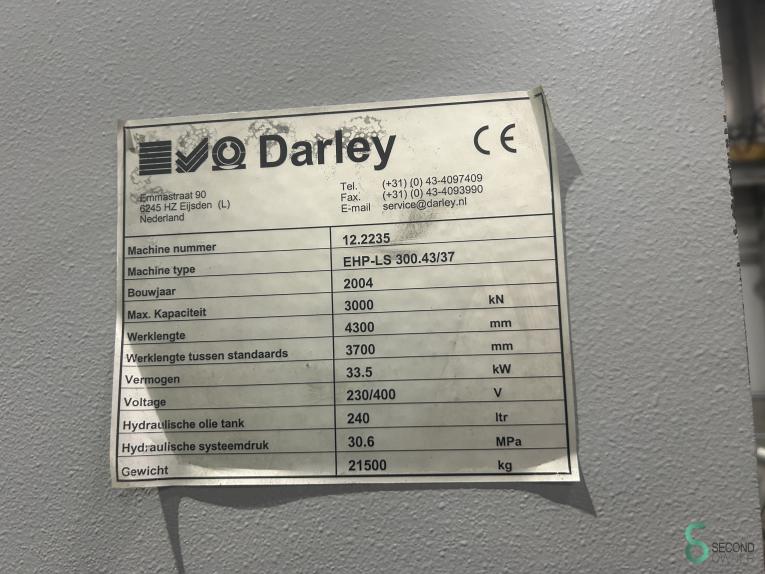 Darley
CE
Emmastraat 90
6245 HZ Eijsden (L)
Nederland
Tel. (+31) (0) 43-4097409
Fax. (+31) (0) 43-4093990
E-mail service@darley.nl
Machine nummer 12.2235
Machine type EHP-LS 300.43/37
Bouwjaar 2004
Max. Kapaciteit 3000 kN
Werklengte 4300 mm
Werklengte tussen standaards 3700 mm
Vermogen 33.5 kW
Voltage 230/400 V
Hydraulische olie tank 240 ltr
Hydraulische systeemdruk 30.6 MPa
Gewicht 21500 kg
SECOND
OWNER